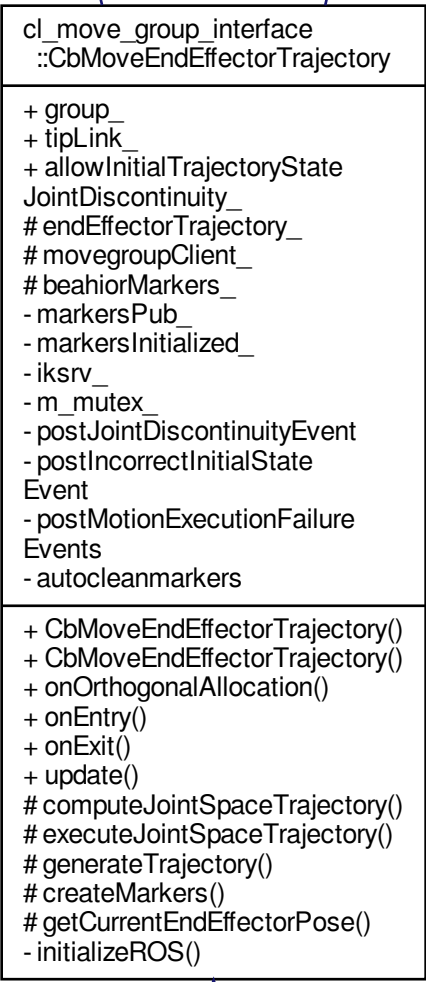 cl_move_group_interface
::CbMoveEndEffectorTrajectory
+ group_
+ tipLink_
+ allowInitialTrajectoryState
JointDiscontinuity_
# endEffectorTrajectory_
# movegroupClient_
# beahiorMarkers_
- markersPub_
- markersInitialized_
- iksrv_
- m_mutex_
- postJointDiscontinuityEvent
- postIncorrectInitialState
Event
- postMotionExecutionFailure
Events
- autocleanmarkers
+ CbMoveEndEffectorTrajectory()
+ CbMoveEndEffectorTrajectory()
+ onOrthogonalAllocation()
+ onEntry()
+ onExit()
+ update()
# computeJointSpaceTrajectory()
# executeJointSpaceTrajectory()
# generateTrajectory()
# createMarkers()
# getCurrentEndEffectorPose()
- initializeROS()